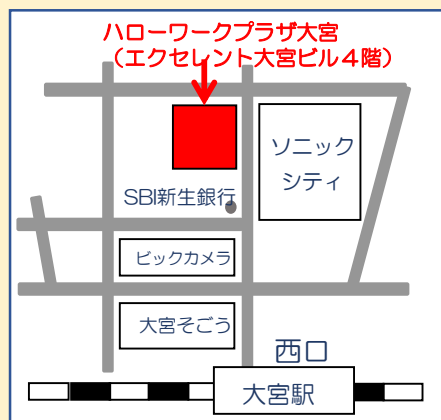 ハローワークプラザ大宮
（エクセレント大宮ビル４階）
ソニック
シティ
SBI新生銀行
ビックカメラ
大宮そごう
西口
大宮駅